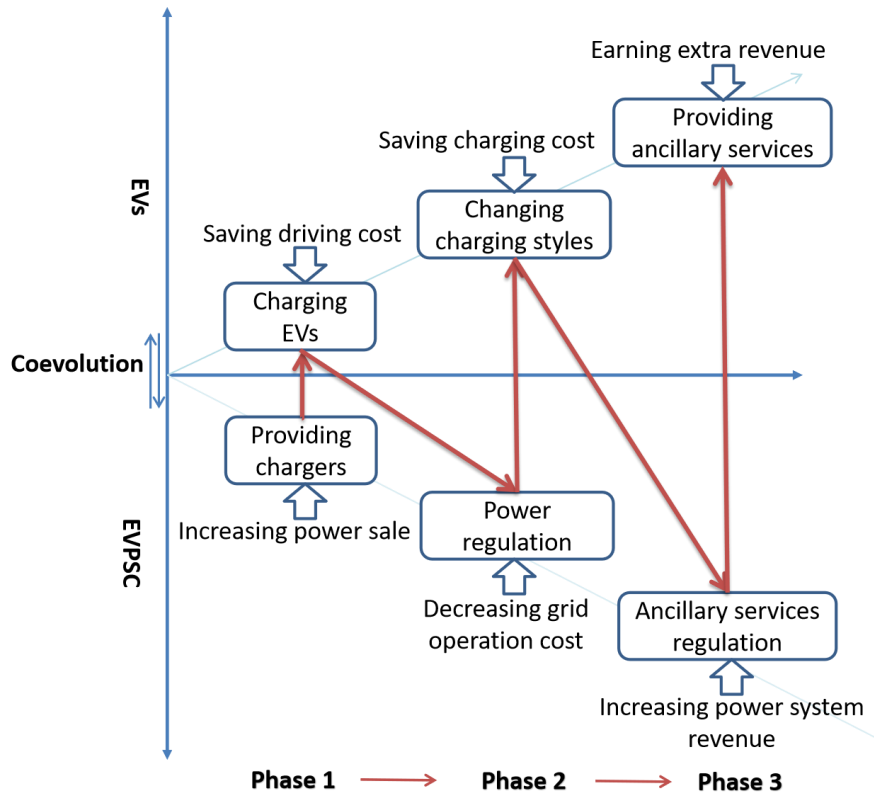 Earning extra revenue
Providing
ancillary services
Saving charging cost
Changing
charging styles
EVs
Saving driving cost
Charging
EVs
Coevolution
Providing
chargers
Increasing power sale
EVPSC
Power
regulation
Decreasing grid
operation cost
Ancillary services
regulation
Increasing power system
revenue
Phase 1
Phase 2
Phase 3